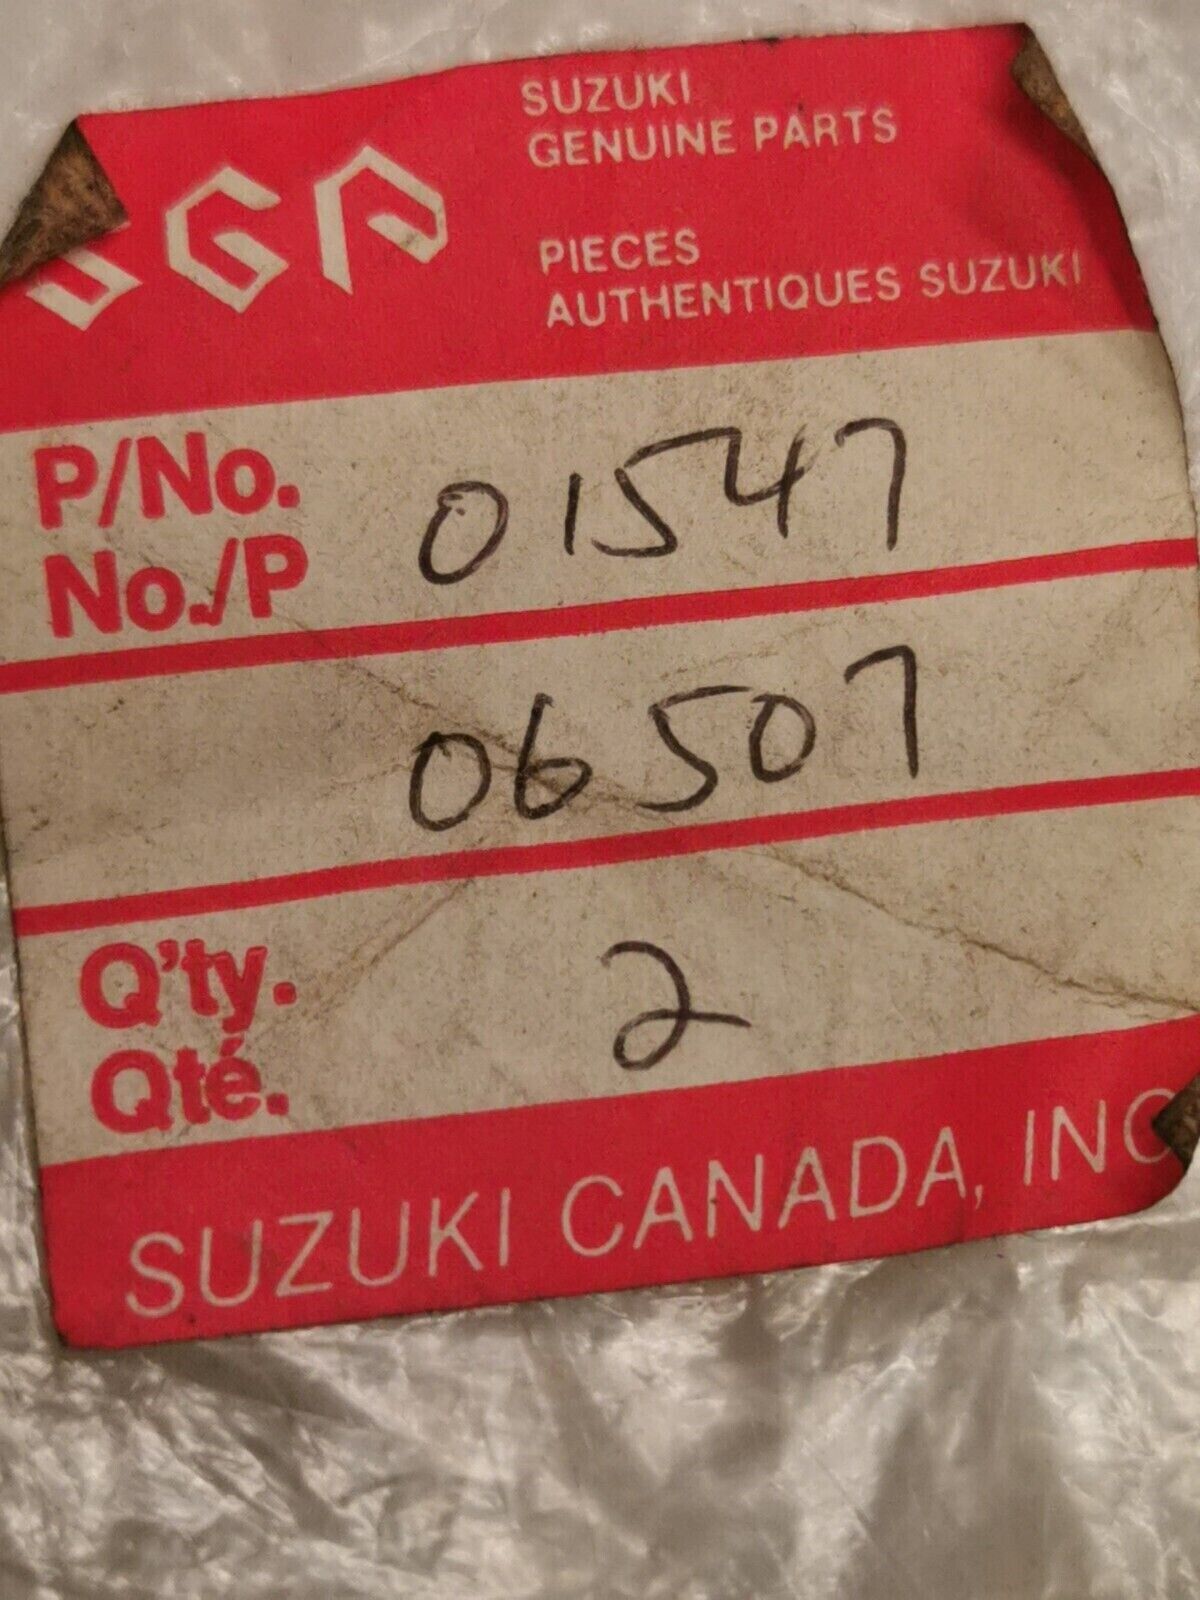 SGP
SUZUKI
GENUINE PARTS
PIECES
AUTHENTIQUES SUZUKI
P/No.
No./P
01547
06507
Q'ty.
Qté.
2
SUZUKI CANADA, INC